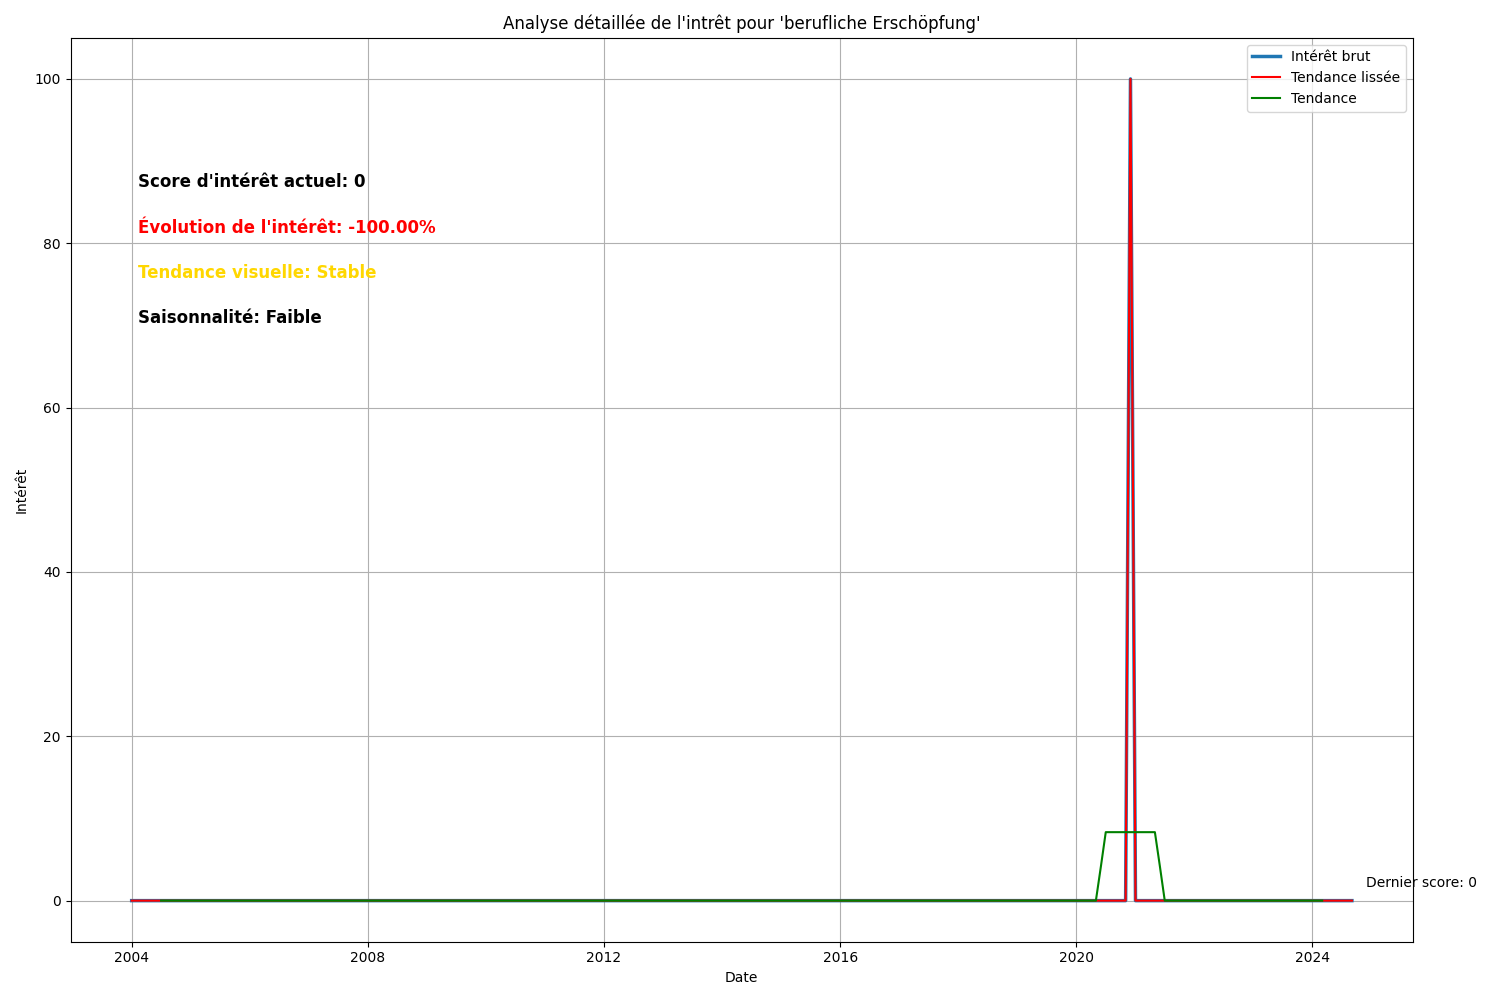 Analyse détaillée de l'intrêt pour 'berufliche Erschöpfung'
Intérêt brut
Tendance lissée
Tendance
Score d'intérêt actuel: 0
Évolution de l'intérêt: -100.00%
Tendance visuelle: Stable
Saisonnalité: Faible
100
80
60
40
20
0
Intérêt
Dernier score: 0
2004
2008
2012
2016
2020
2024
Date